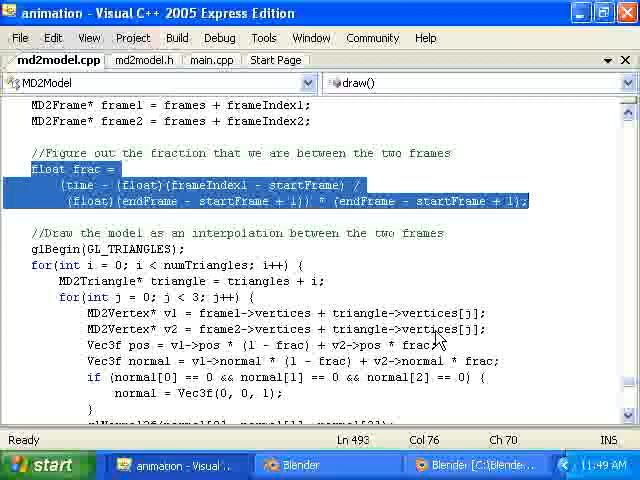 animation - Visual C++ 2005 Express Edition
File Edit View Project Build Debug Tools Window Community Help
md2model.cpp md2model.h main.cpp Start Page
MD2Model draw()
MD2Frame* frame1 = frames + frameIndex1;
MD2Frame* frame2 = frames + frameIndex2;
//Figure out the fraction that we are between the two frames
float frac =
(time - (float)(frameIndex1 - startFrame) /
(float)(endFrame - startFrame + 1)) * (endFrame - startFrame + 1);
//Draw the model as an interpolation between the two frames
glBegin(GL_TRIANGLES);
for(int i = 0; i < numTriangles; i++) {
MD2Triangle* triangle = triangles + i;
for(int j = 0; j < 3; j++) {
MD2Vertex* v1 = frame1->vertices + triangle->vertices[j];
MD2Vertex* v2 = frame2->vertices + triangle->vertices[j];
Vec3f pos = v1->pos * (1 - frac) + v2->pos * frac;
Vec3f normal = v1->normal * (1 - frac) + v2->normal * frac;
if (normal[0] == 0 && normal[1] == 0 && normal[2] == 0) {
normal = Vec3f(0, 0, 1);
}
glNormal3f(normal[0], normal[1], normal[2]);
Ready Ln 493 Col 76 Ch 70 INS
start animation - Visual ... Blender Blender [C:\Blende... 11:49 AM